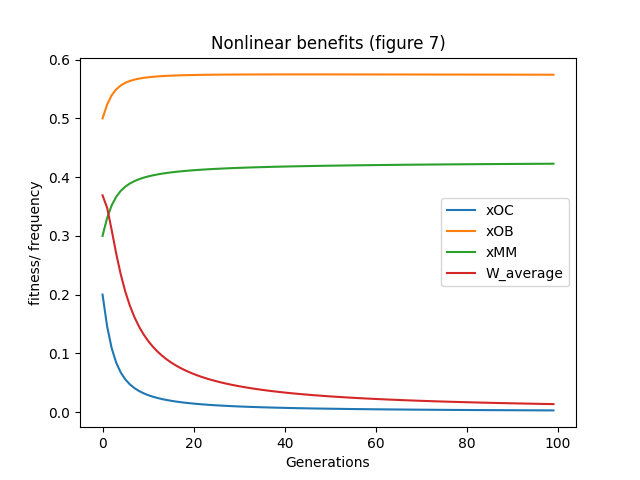 Nonlinear benefits (figure 7)
0.6
0.5
0.4
0.3
0.2
0.1
0.0
fitness/ frequency
xOC
xOB
xMM
W_average
0 20 40 60 80 100
Generations